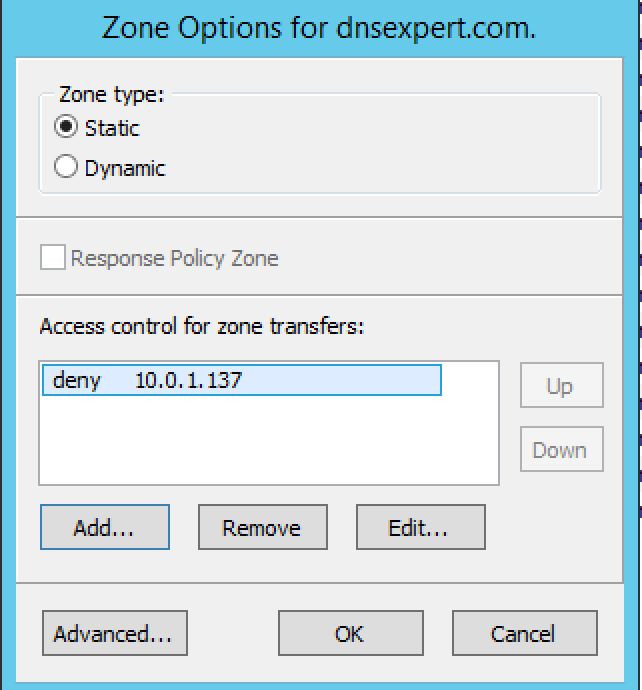 Zone Options for dnsexpert.com.
Zone type:
Static
Dynamic
Response Policy Zone
Access control for zone transfers:
deny 10.0.1.137
Up
Down
Add... Remove Edit...
Advanced... OK Cancel